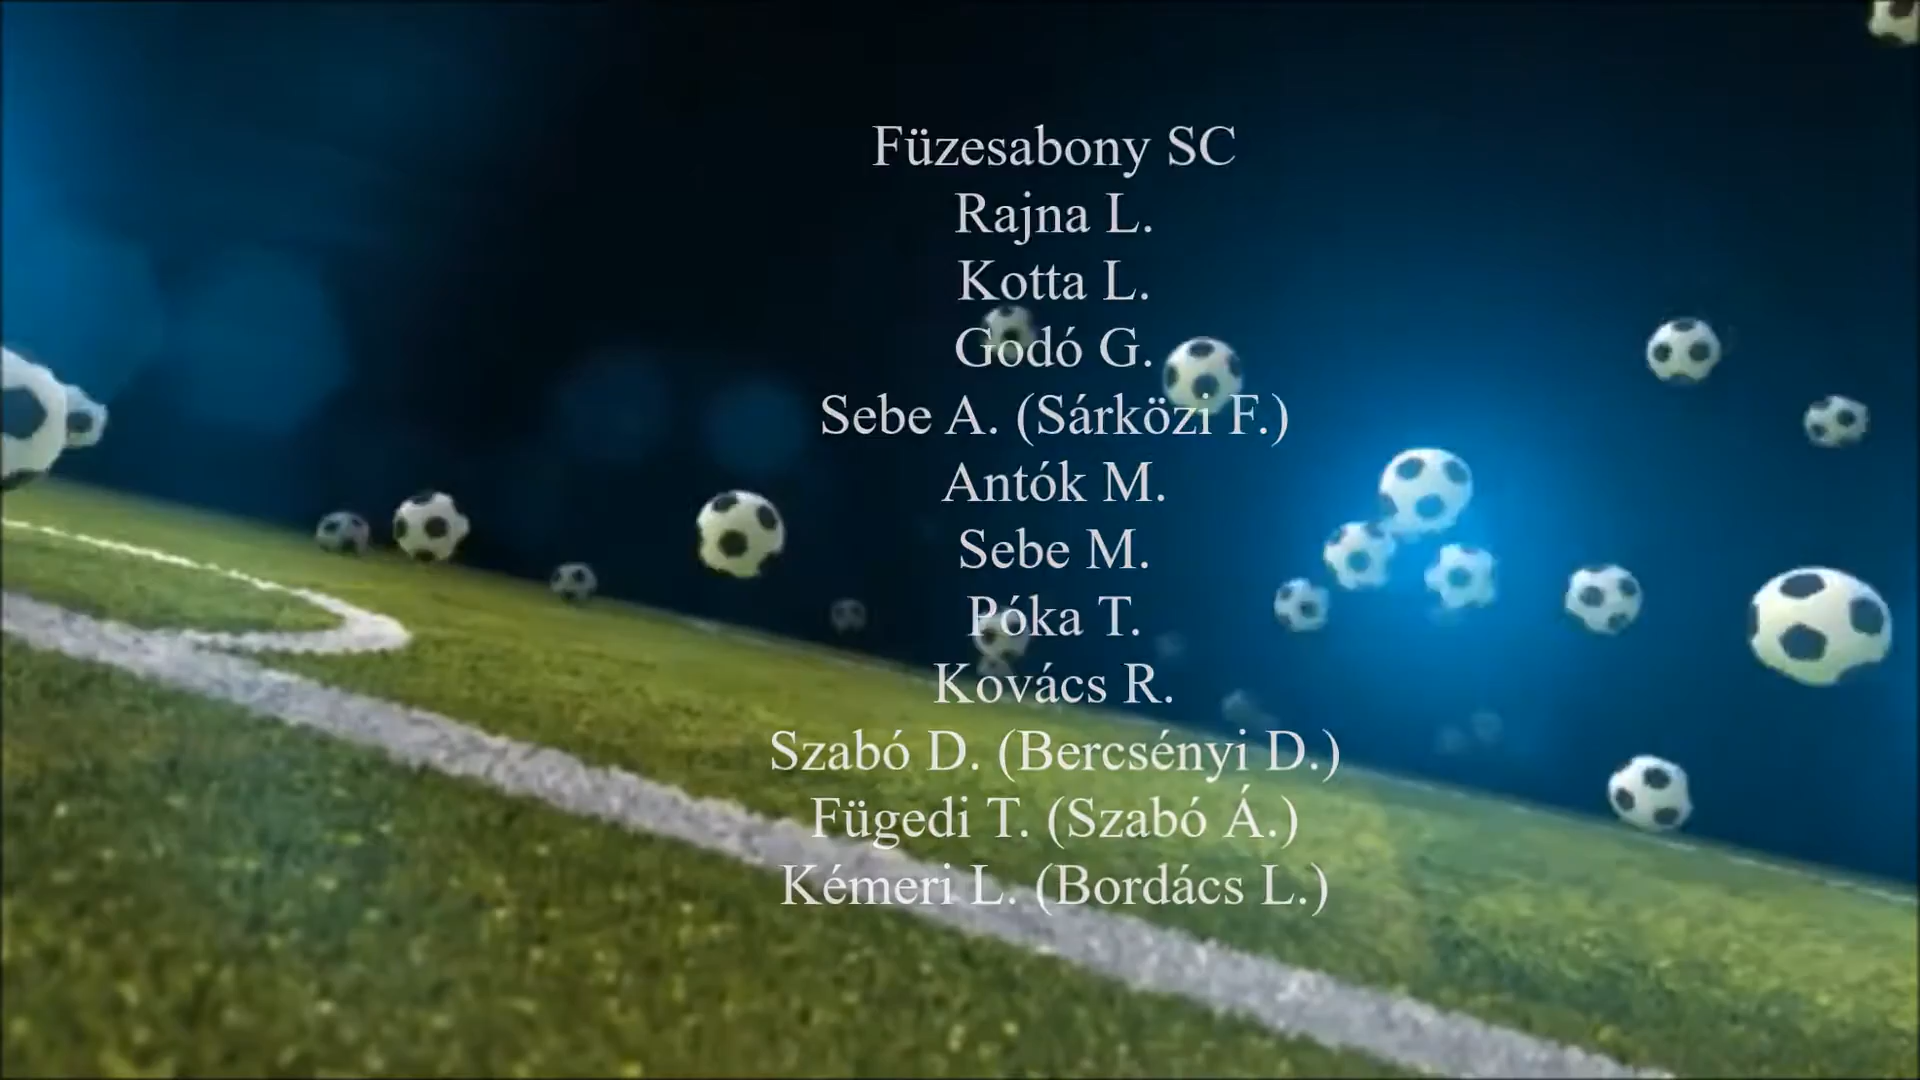 Füzesabony SC
Rajna L.
Kotta L.
Godó G.
Sebe A. (Sárközi F.)
Antók M.
Sebe M.
Póka T.
Kovács R.
Szabó D. (Bercsényi D.)
Fügedi T. (Szabó Á.)
Kémeri L. (Bordács L.)